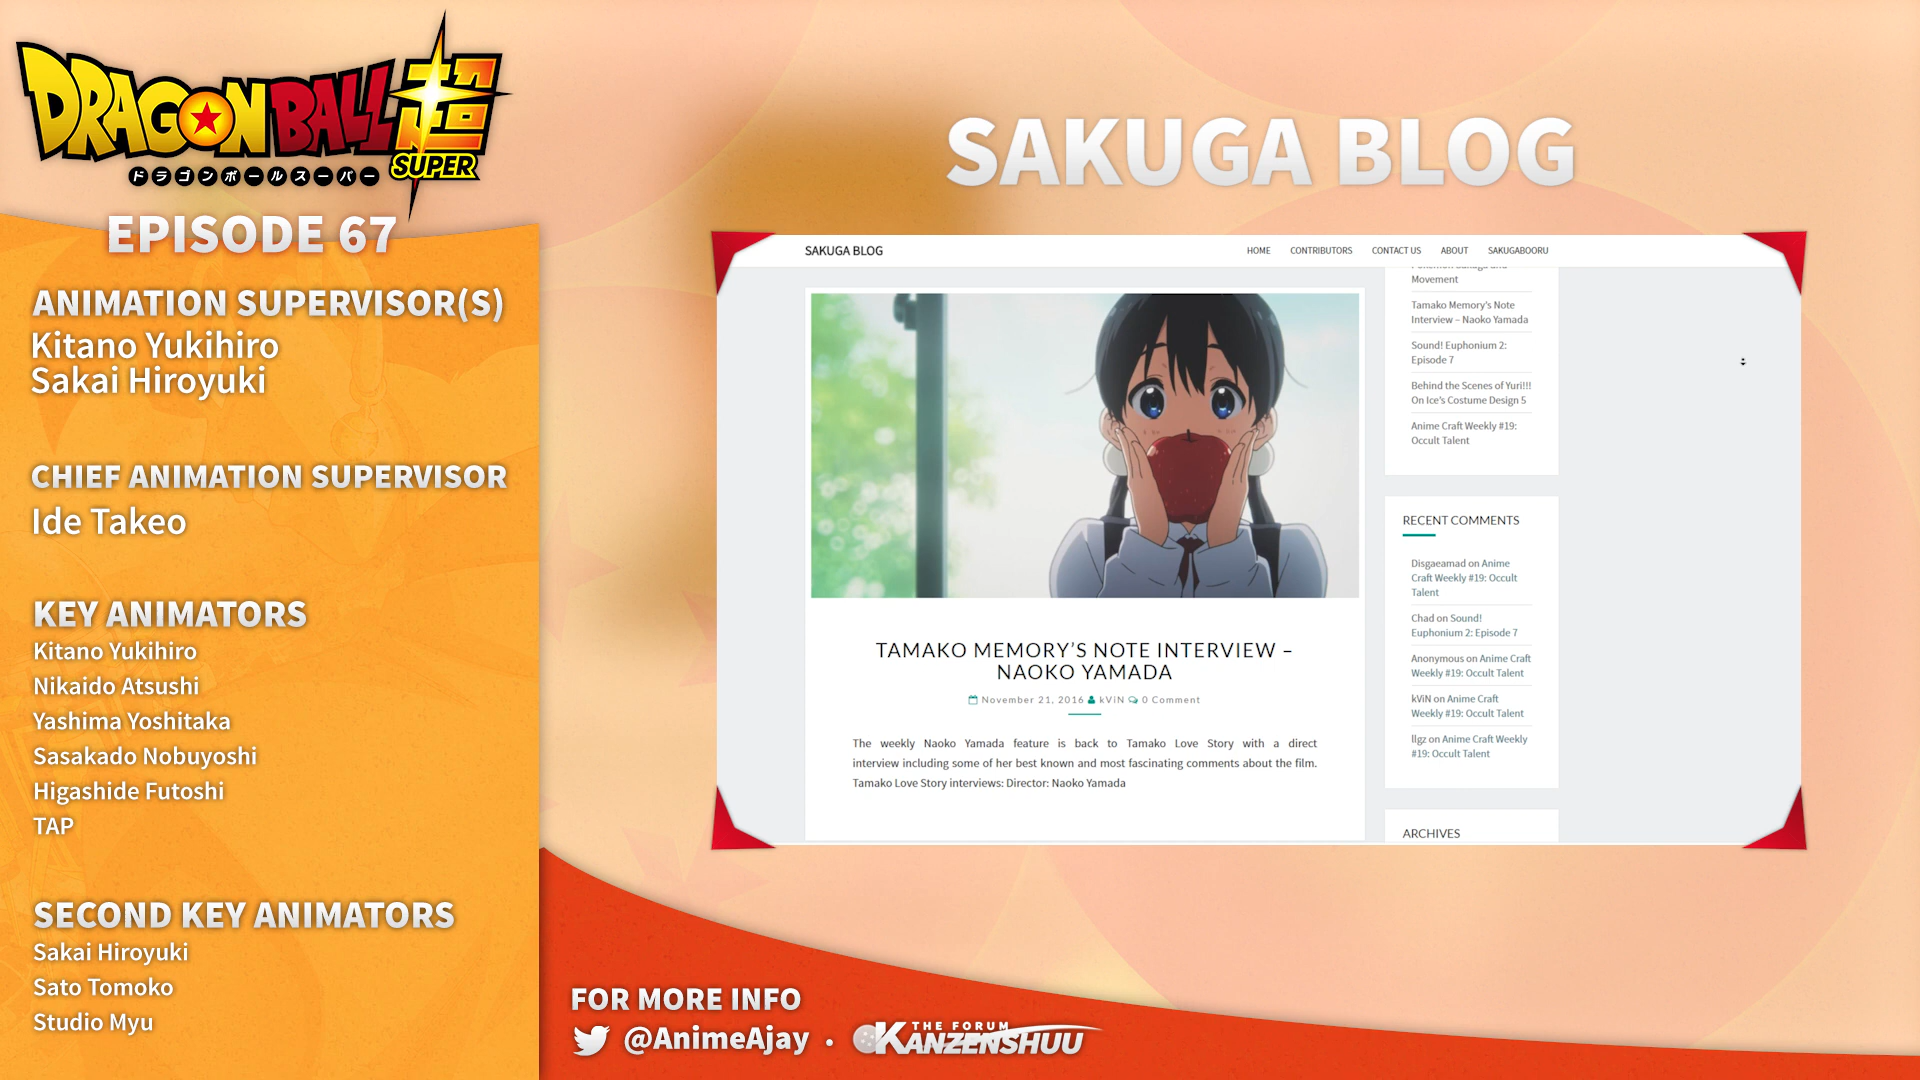 DRAGON BALL 超
SUPER
ドラゴンボールスーパー
EPISODE 67
ANIMATION SUPERVISOR(S)
Kitano Yukihiro
Sakai Hiroyuki
CHIEF ANIMATION SUPERVISOR
Ide Takeo
KEY ANIMATORS
Kitano Yukihiro
Nikaido Atsushi
Yashima Yoshitaka
Sasakado Nobuyoshi
Higashide Futoshi
TAP
SECOND KEY ANIMATORS
Sakai Hiroyuki
Sato Tomoko
Studio Myu
SAKUGA BLOG
SAKUGA BLOG
HOME CONTRIBUTORS CONTACT US ABOUT SAKUGABOORU
TAMAKO MEMORY'S NOTE INTERVIEW –
NAOKO YAMADA
November 21, 2016 kViN 0 Comment
The weekly Naoko Yamada feature is back to Tamako Love Story with a direct
interview including some of her best known and most fascinating comments about the film.
Tamako Love Story interviews: Director: Naoko Yamada
Movement
Tamako Memory's Note
Interview – Naoko Yamada
Sound! Euphonium 2:
Episode 7
Behind the Scenes of Yuri!!!
On Ice's Costume Design 5
Anime Craft Weekly #19:
Occult Talent
RECENT COMMENTS
Disgaeamad on Anime
Craft Weekly #19: Occult
Talent
Chad on Sound!
Euphonium 2: Episode 7
Anonymous on Anime Craft
Weekly #19: Occult Talent
kViN on Anime Craft
Weekly #19: Occult Talent
llgz on Anime Craft Weekly
#19: Occult Talent
ARCHIVES
FOR MORE INFO
@AnimeAjay •
THE FORUM
KANZENSHUU